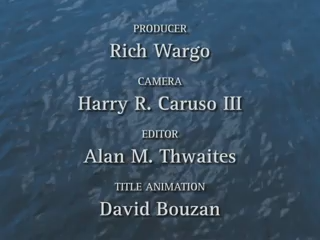 PRODUCER
Rich Wargo
CAMERA
Harry R. Caruso III
EDITOR
Alan M. Thwaites
TITLE ANIMATION
David Bouzan